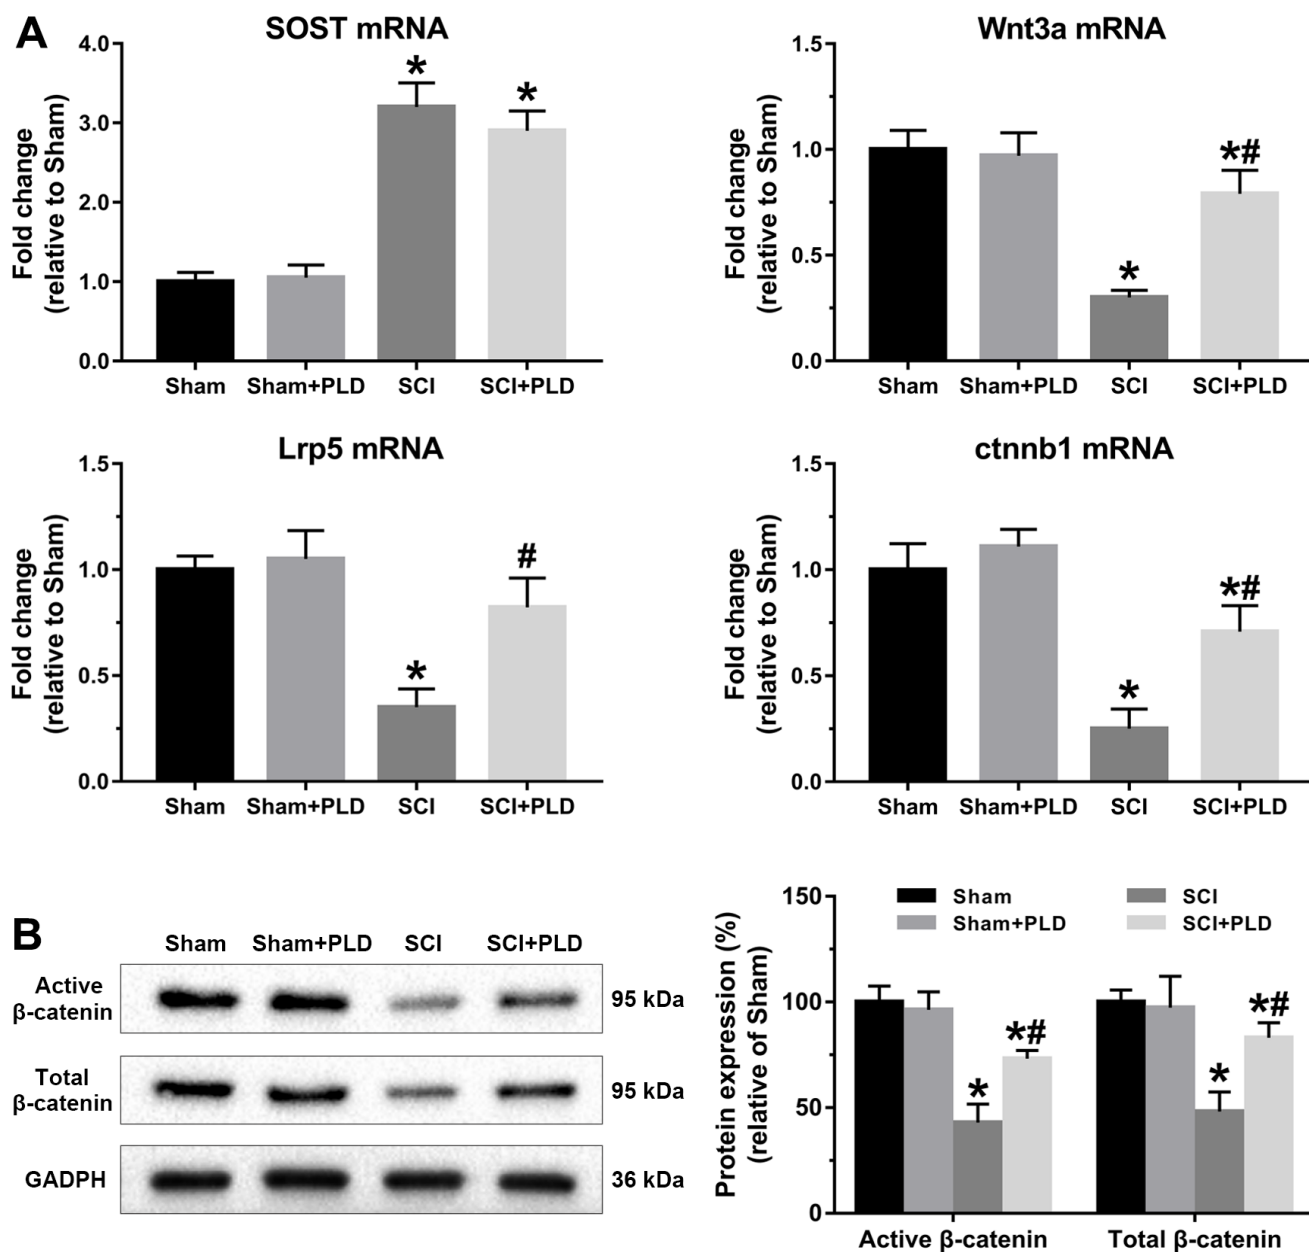 A
SOST mRNA
Fold change
(relative to Sham)
4.0
3.0
2.0
1.0
0.0
Sham
Sham+PLD
SCI
SCI+PLD
*
*
Wnt3a mRNA
Fold change
(relative to Sham)
1.5
1.0
0.5
0.0
Sham
Sham+PLD
SCI
SCI+PLD
*
*#
Lrp5 mRNA
Fold change
(relative to Sham)
1.5
1.0
0.5
0.0
Sham
Sham+PLD
SCI
SCI+PLD
*
#
ctnnb1 mRNA
Fold change
(relative to Sham)
1.5
1.0
0.5
0.0
Sham
Sham+PLD
SCI
SCI+PLD
*
*#
B
Sham Sham+PLD SCI SCI+PLD
Active
β-catenin
95 kDa
Total
β-catenin
95 kDa
GADPH
36 kDa
Protein expression (%)
(relative of Sham)
150
100
50
0
Sham
Sham+PLD
SCI
SCI+PLD
*
*#
*
*#
Active β-catenin
Total β-catenin